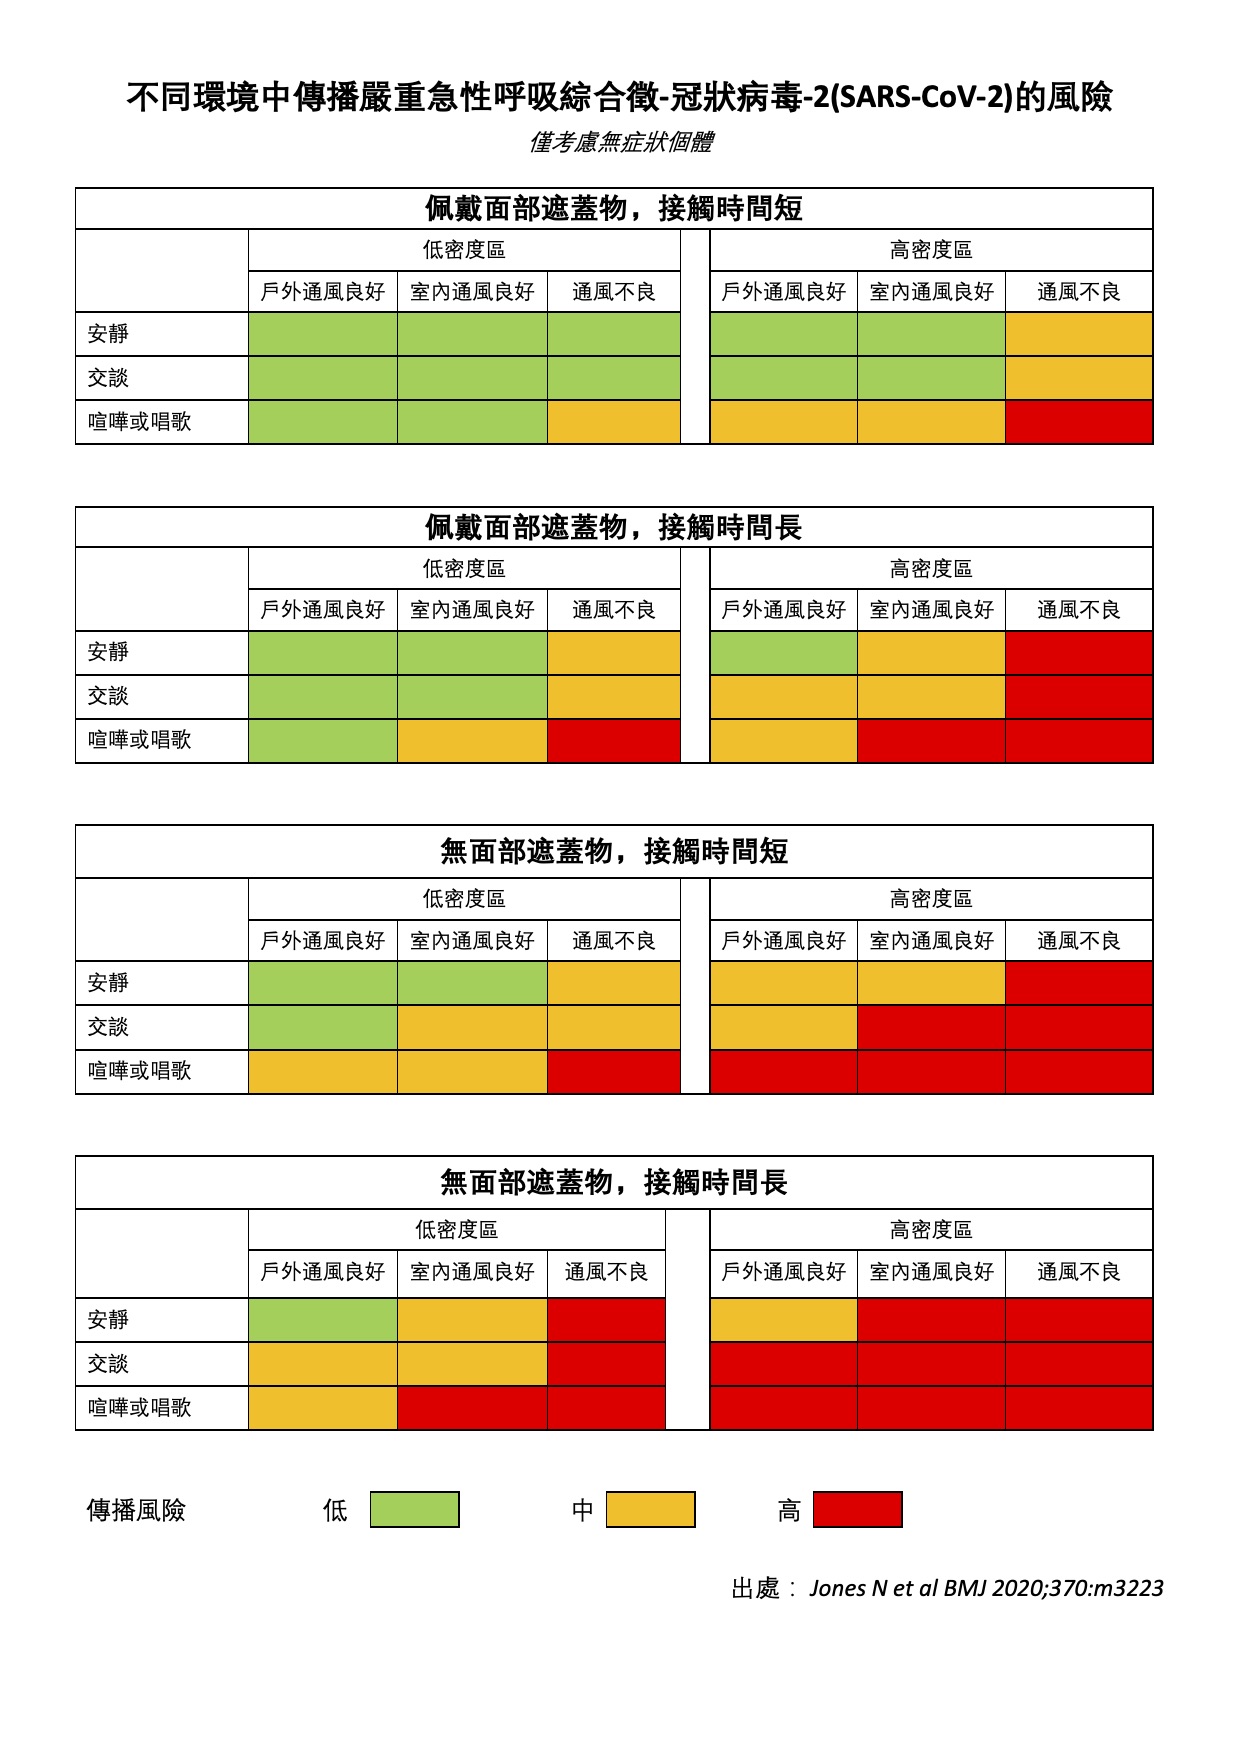 不同環境中傳播嚴重急性呼吸綜合徵-冠狀病毒-2(SARS-CoV-2)的風險
僅考慮無症狀個體
佩戴面部遮蓋物，接觸時間短
低密度區 高密度區
戶外通風良好 室內通風良好 通風不良 戶外通風良好 室內通風良好 通風不良
安靜
交談
喧嘩或唱歌
佩戴面部遮蓋物，接觸時間長
低密度區 高密度區
戶外通風良好 室內通風良好 通風不良 戶外通風良好 室內通風良好 通風不良
安靜
交談
喧嘩或唱歌
無面部遮蓋物，接觸時間短
低密度區 高密度區
戶外通風良好 室內通風良好 通風不良 戶外通風良好 室內通風良好 通風不良
安靜
交談
喧嘩或唱歌
無面部遮蓋物，接觸時間長
低密度區 高密度區
戶外通風良好 室內通風良好 通風不良 戶外通風良好 室內通風良好 通風不良
安靜
交談
喧嘩或唱歌
傳播風險 低 中 高
出處：Jones N et al BMJ 2020;370:m3223